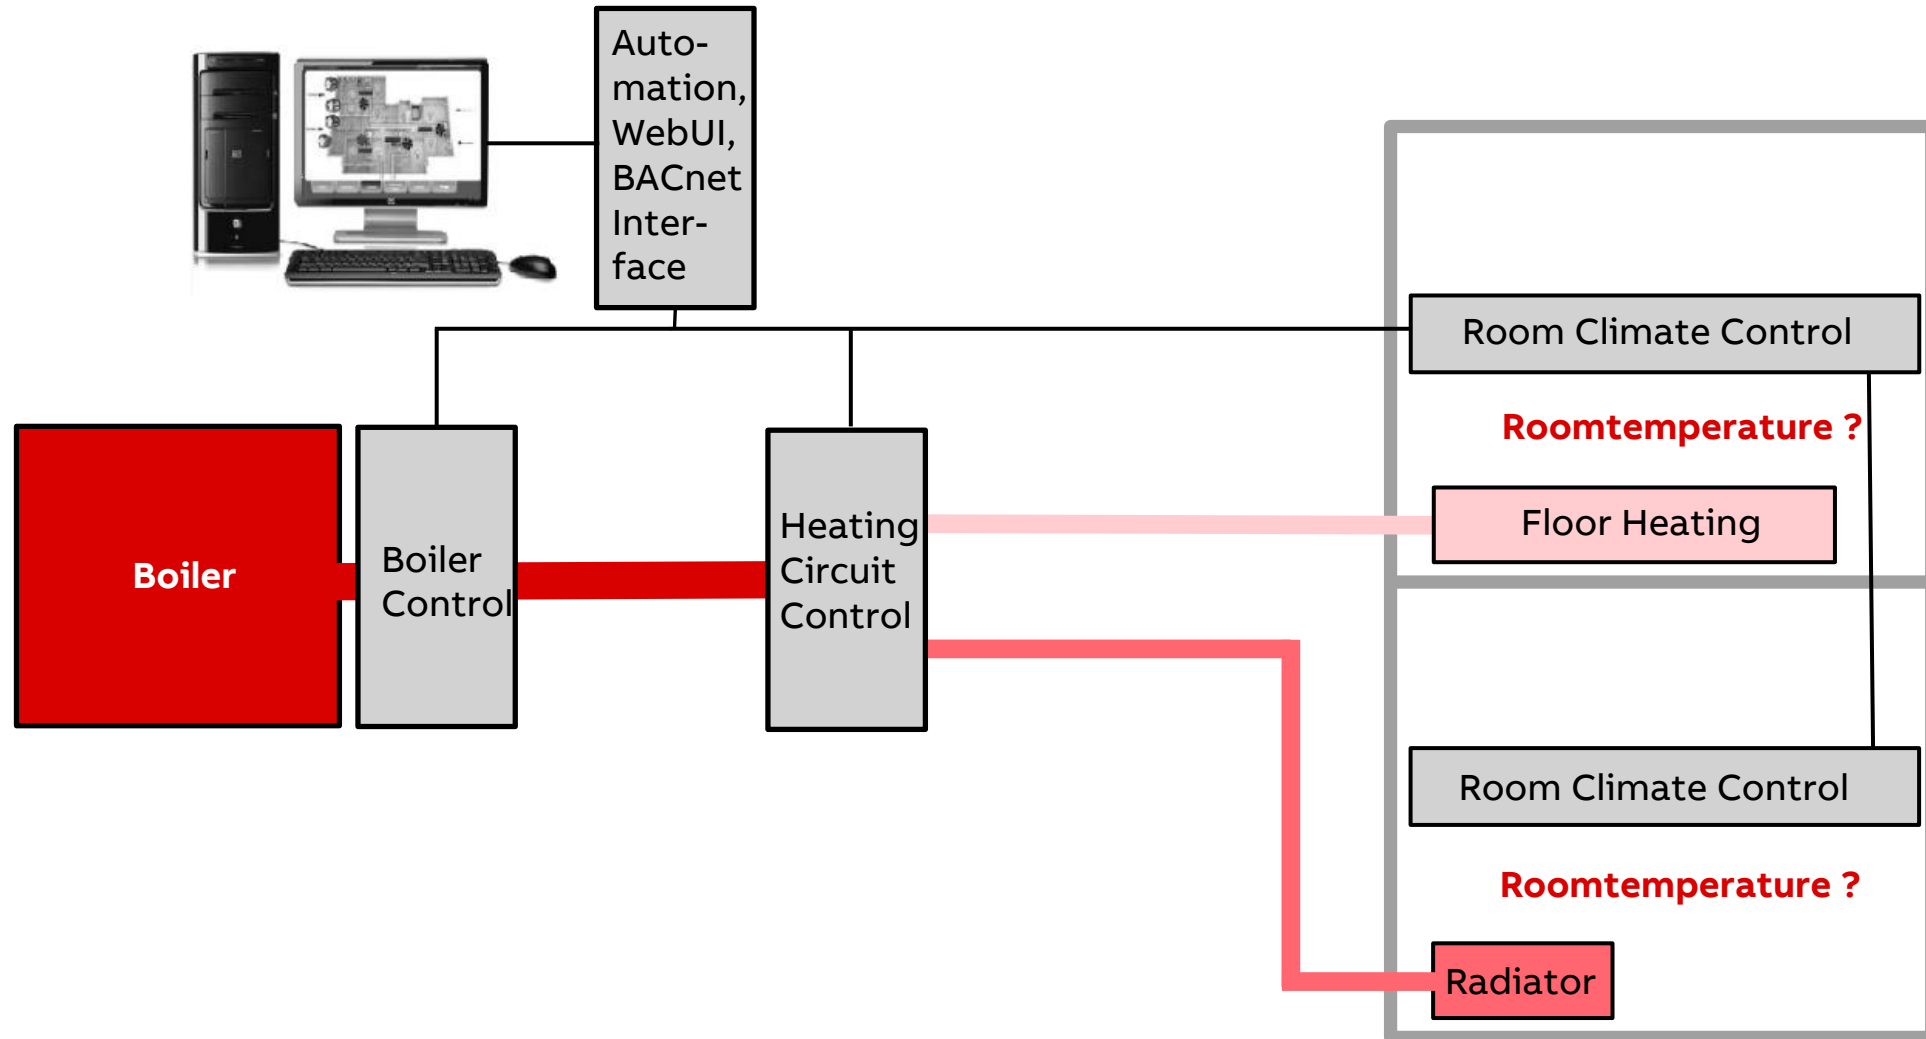 Auto-
mation,
WebUI,
BACnet
Inter-
face
Room Climate Control
Roomtemperature ?
Floor Heating
Boiler
Boiler
Control
Heating
Circuit
Control
Room Climate Control
Roomtemperature ?
Radiator